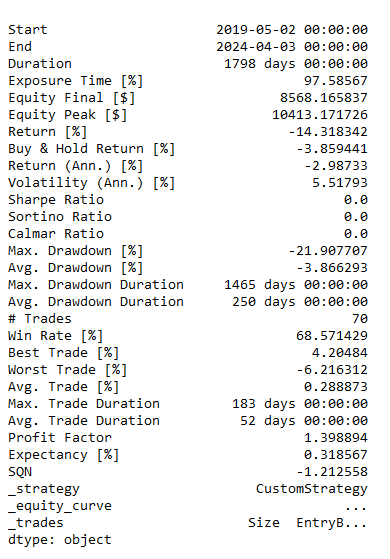 Start 2019-05-02 00:00:00
End 2024-04-03 00:00:00
Duration 1798 days 00:00:00
Exposure Time [%] 97.58567
Equity Final [$] 8568.165837
Equity Peak [$] 10413.171726
Return [%] -14.318342
Buy & Hold Return [%] -3.859441
Return (Ann.) [%] -2.98733
Volatility (Ann.) [%] 5.51793
Sharpe Ratio 0.0
Sortino Ratio 0.0
Calmar Ratio 0.0
Max. Drawdown [%] -21.907707
Avg. Drawdown [%] -3.866293
Max. Drawdown Duration 1465 days 00:00:00
Avg. Drawdown Duration 250 days 00:00:00
# Trades 70
Win Rate [%] 68.571429
Best Trade [%] 4.20484
Worst Trade [%] -6.216312
Avg. Trade [%] 0.288873
Max. Trade Duration 183 days 00:00:00
Avg. Trade Duration 52 days 00:00:00
Profit Factor 1.398894
Expectancy [%] 0.318567
SQN -1.212558
_strategy CustomStrategy
_equity_curve ...
_trades Size EntryB...
dtype: object